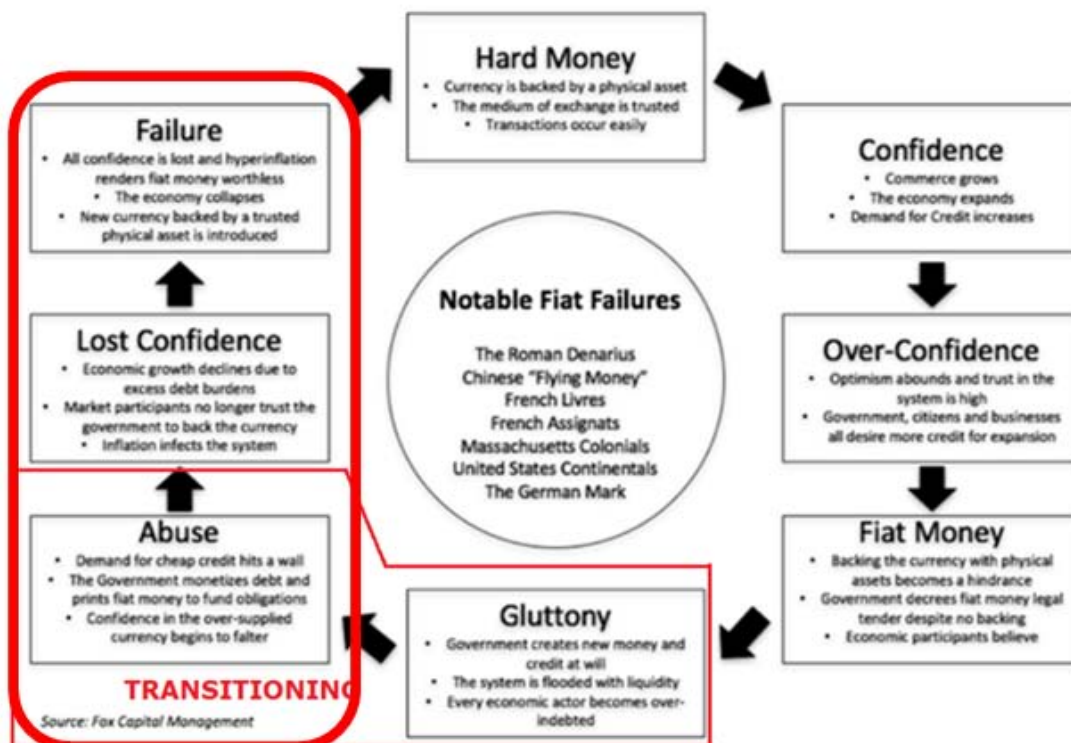 Hard Money
• Currency is backed by a physical asset
• The medium of exchange is trusted
• Transactions occur easily
Confidence
• Commerce grows
• The economy expands
• Demand for Credit increases
Over-Confidence
• Optimism abounds and trust in the
system is high
• Government, citizens and businesses
all desire more credit for expansion
Fiat Money
• Backing the currency with physical
assets becomes a hindrance
• Government decrees fiat money legal
tender despite no backing
• Economic participants believe
Gluttony
• Government creates new money and
credit at will
• The system is flooded with liquidity
• Every economic actor becomes over-
indebted
Abuse
• Demand for cheap credit hits a wall
• The Government monetizes debt and
prints fiat money to fund obligations
• Confidence in the over-supplied
currency begins to falter
Lost Confidence
• Economic growth declines due to
excess debt burdens
• Market participants no longer trust the
government to back the currency
• Inflation infects the system
Failure
• All confidence is lost and hyperinflation
renders fiat money worthless
• The economy collapses
• New currency backed by a trusted
physical asset is introduced
Notable Fiat Failures
The Roman Denarius
Chinese “Flying Money”
French Livres
French Assignats
Massachusetts Colonials
United States Continentals
The German Mark
TRANSITIONING
Source: Fox Capital Management